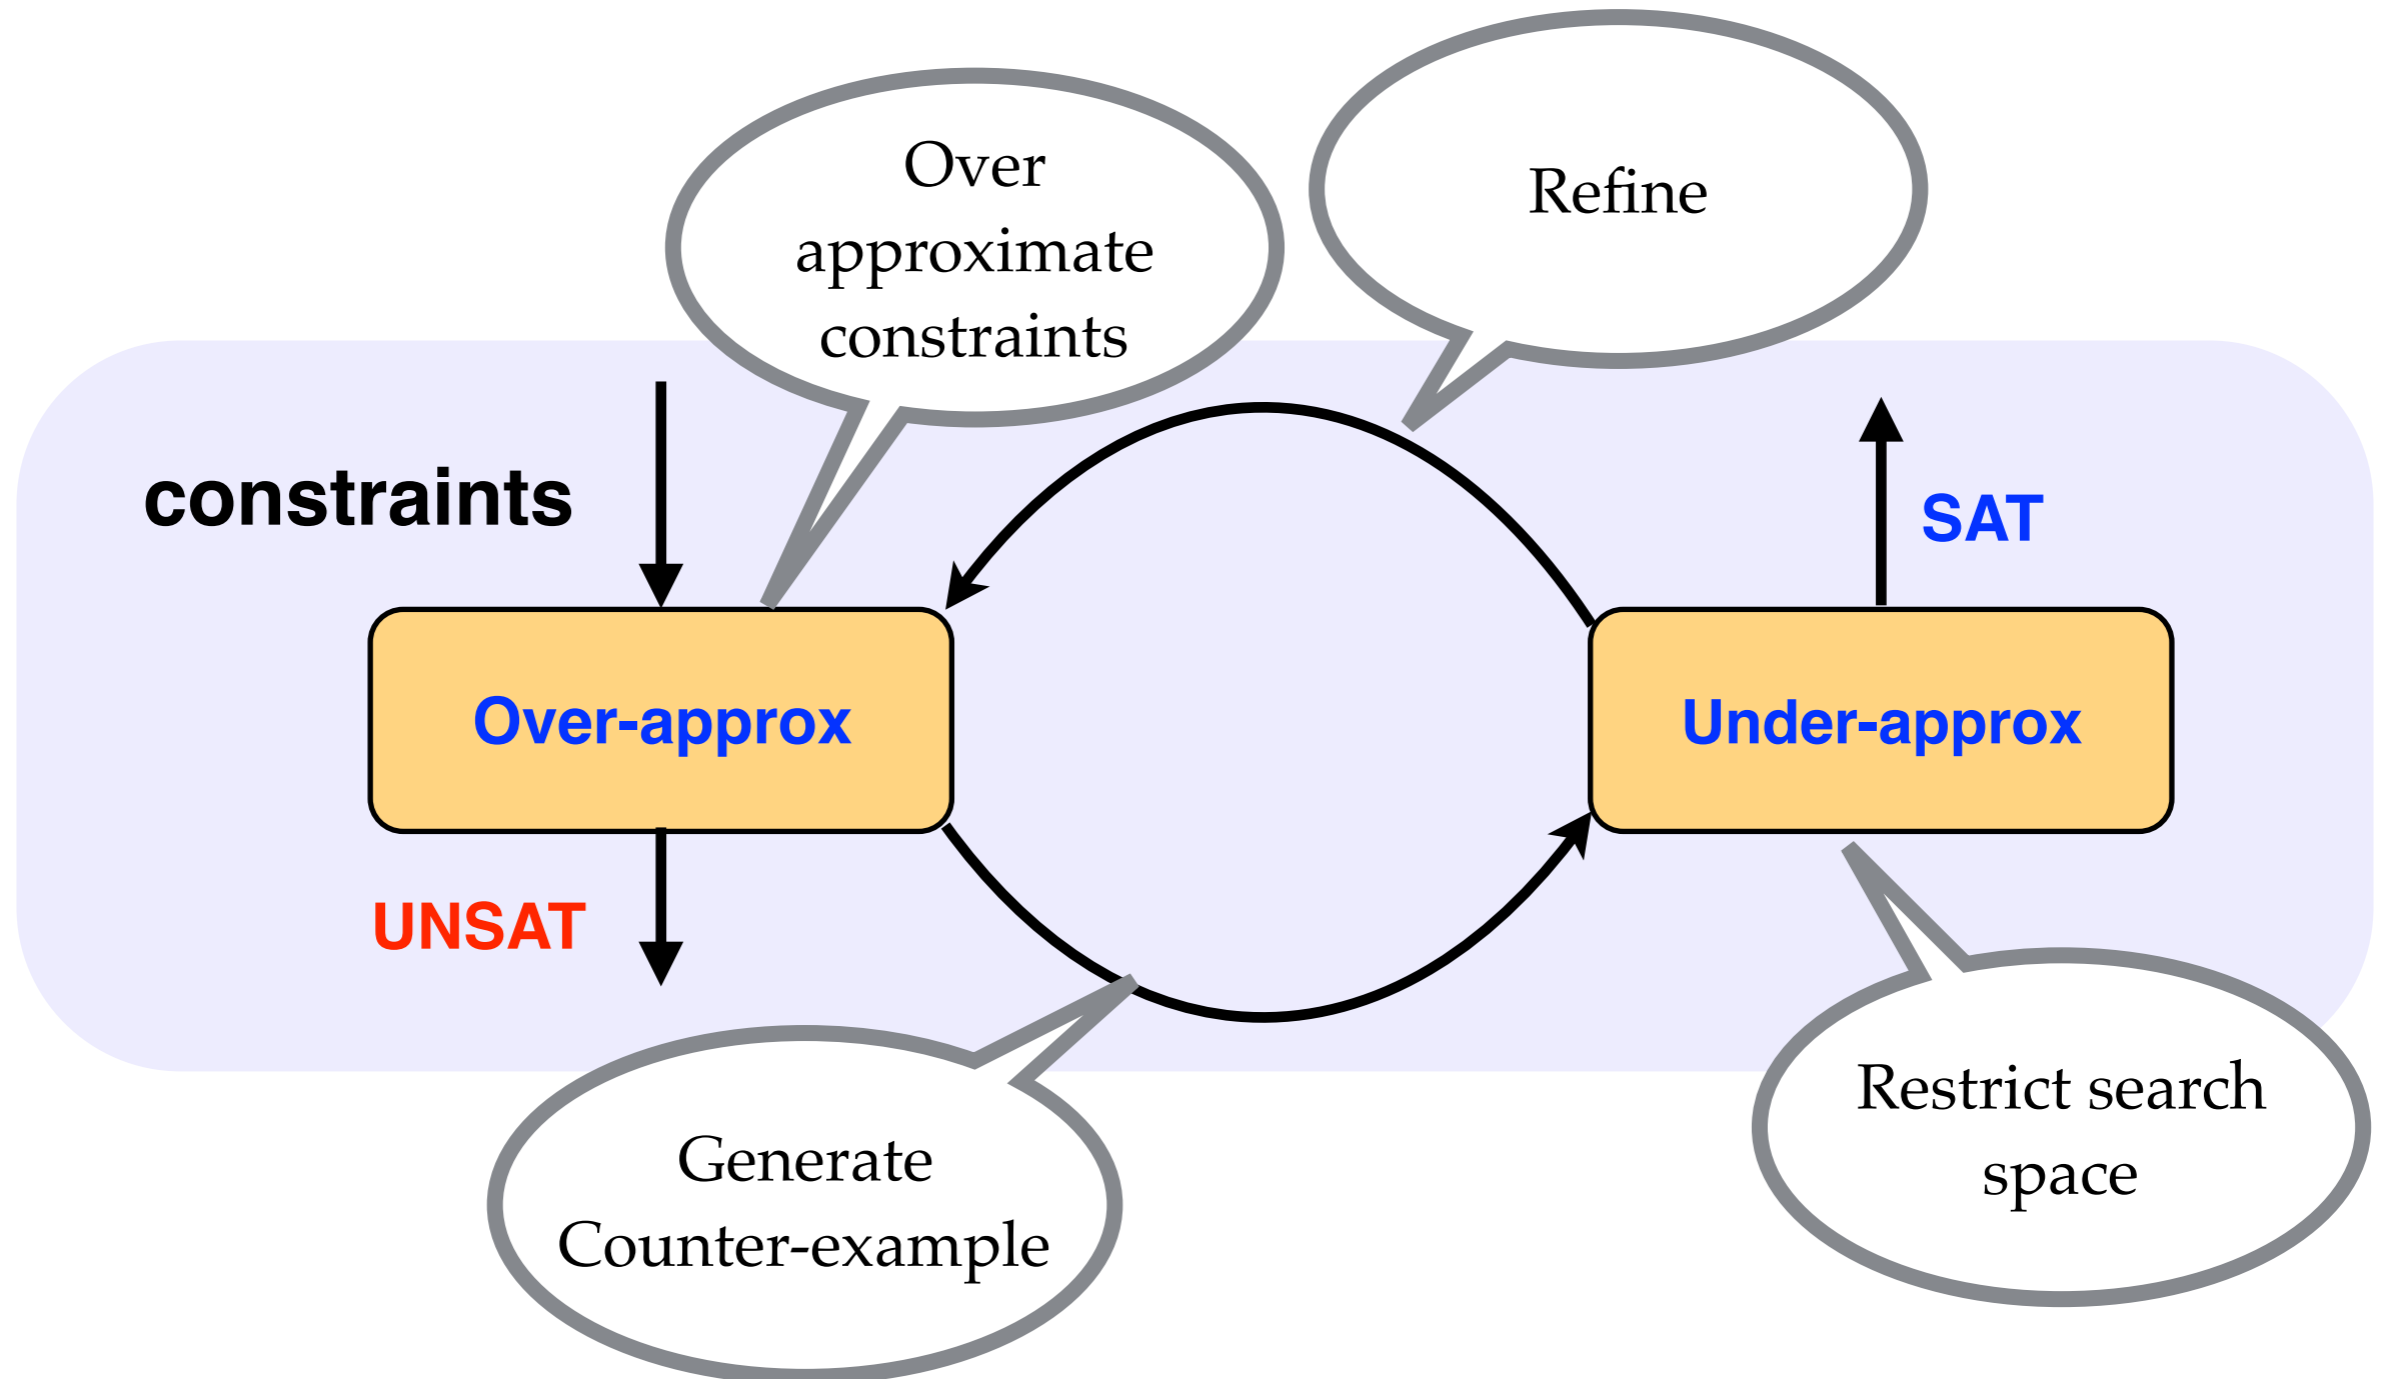 Over
approximate
constraints
Refine
constraints
SAT
Over-approx
Under-approx
UNSAT
Generate
Counter-example
Restrict search
space